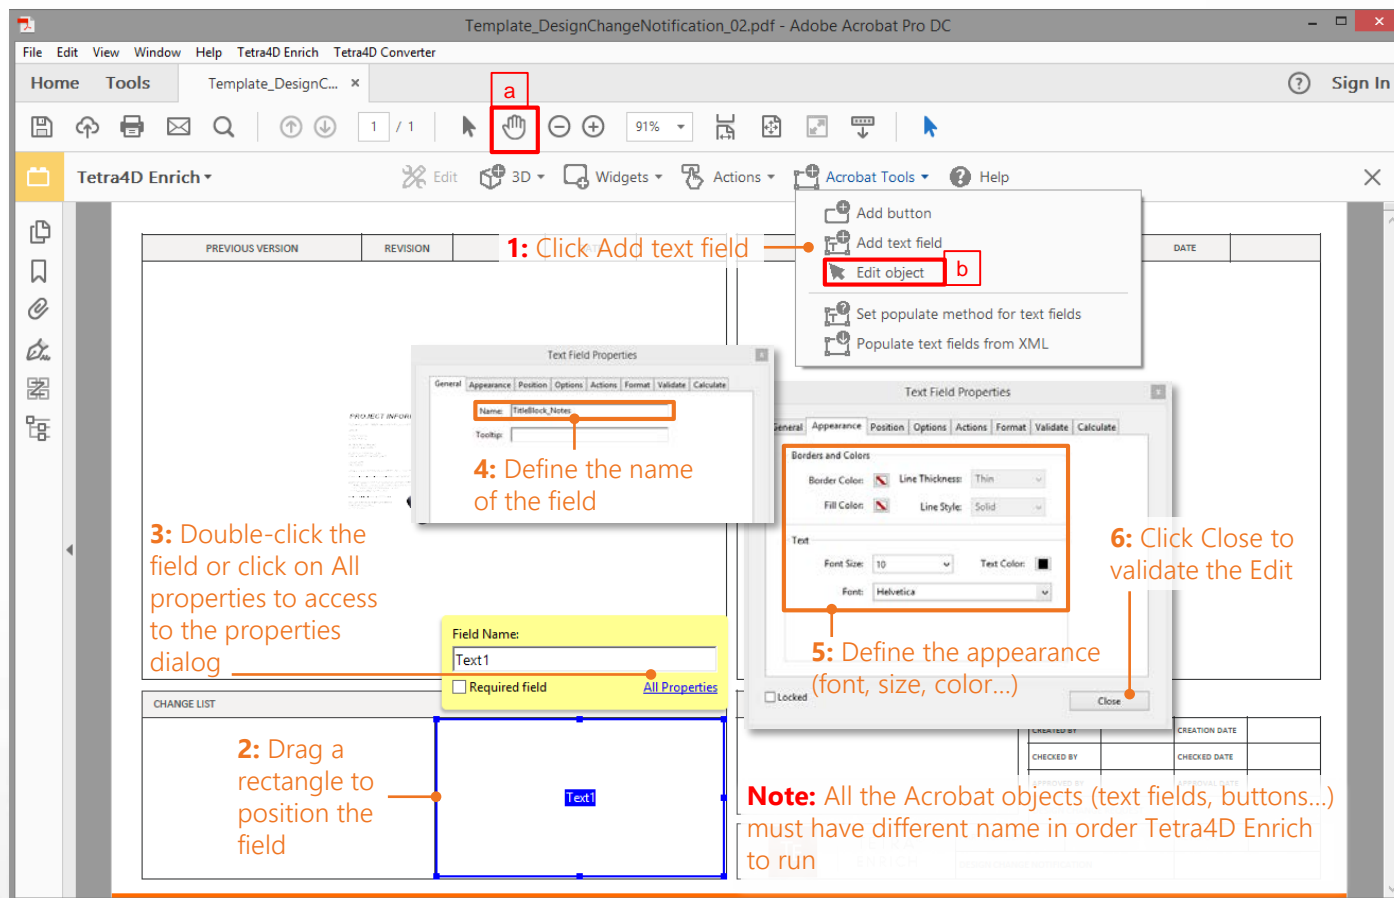 Template_DesignChangeNotification_02.pdf - Adobe Acrobat Pro DC
File Edit View Window Help Tetra4D Enrich Tetra4D Converter
Home Tools Template_DesignC... × ? Sign In
a
1 / 1 91%
Tetra4D Enrich Edit 3D Widgets Actions Acrobat Tools Help
Add button
Add text field
Edit object
b
Set populate method for text fields
Populate text fields from XML
PREVIOUS VERSION REVISION DATE
1: Click Add text field
Text Field Properties
General Appearance Position Options Actions Format Validate Calculate
Name: TitleBlock_Notes
Tooltip:
4: Define the name
of the field
PROJECT INFOR
Text Field Properties
General Appearance Position Options Actions Format Validate Calculate
Borders and Colors
Border Color: Line Thickness: Thin
Fill Color: Line Style: Solid
Text
Font Size: 10 Text Color:
Font: Helvetica
5: Define the appearance
(font, size, color...)
Locked
Close
6: Click Close to
validate the Edit
3: Double-click the
field or click on All
properties to access
to the properties
dialog
Field Name:
Text1
Required field All Properties
CHANGE LIST
2: Drag a
rectangle to
position the
field
Text1
CREATED BY CREATION DATE
CHECKED BY CHECKED DATE
APPROVED BY APPROVAL DATE
Note: All the Acrobat objects (text fields, buttons...)
must have different name in order Tetra4D Enrich
to run
ENRICH